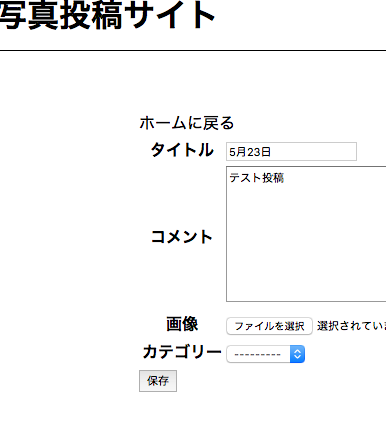 写真投稿サイト
ホームに戻る
タイトル 5月23日
コメント テスト投稿
画像 ファイルを選択 選択されてい
カテゴリー ---------
保存